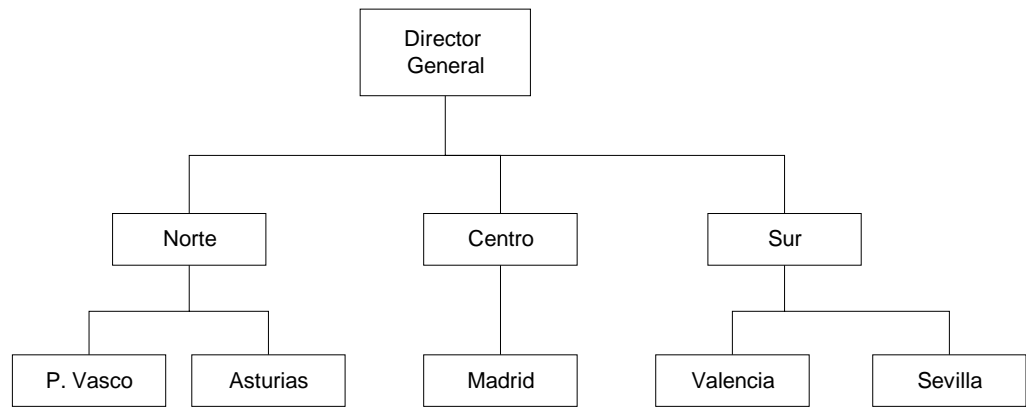 Director
General
Norte
Centro
Sur
P. Vasco
Asturias
Madrid
Valencia
Sevilla